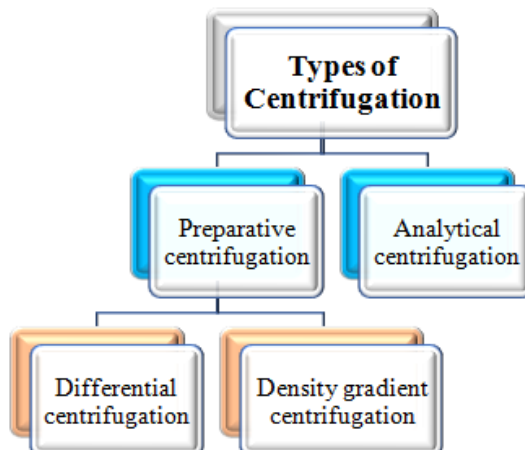 Types of
Centrifugation
Preparative
centrifugation
Analytical
centrifugation
Differential
centrifugation
Density gradient
centrifugation